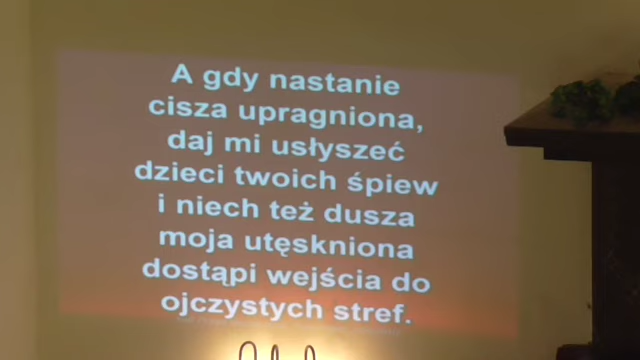 A gdy nastanie
cisza upragniona,
daj mi usłyszeć
dzieci twoich śpiew
i niech też dusza
moja utęskniona
dostąpi wejścia do
ojczystych stref.